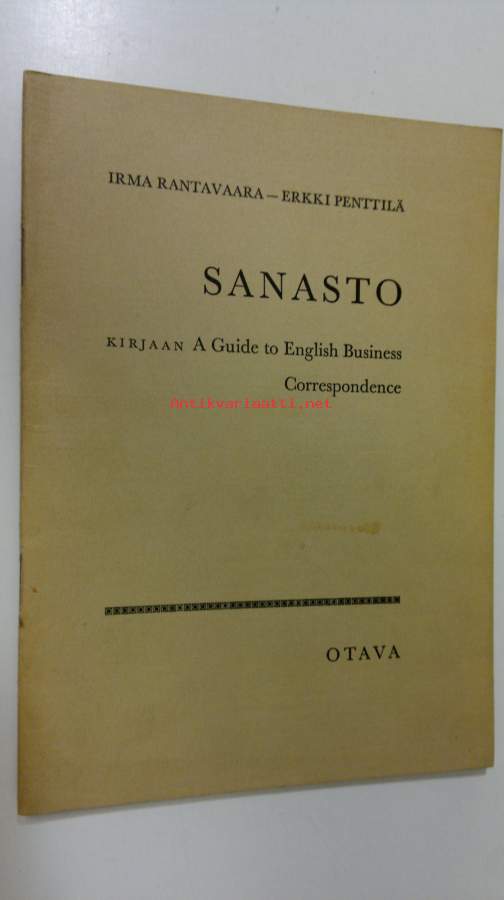 IRMA RANTAVAARA – ERKKI PENTTILÄ
SANASTO
KIRJAAN A Guide to English Business
Correspondence
Antikvariaatti.net
OTAVA